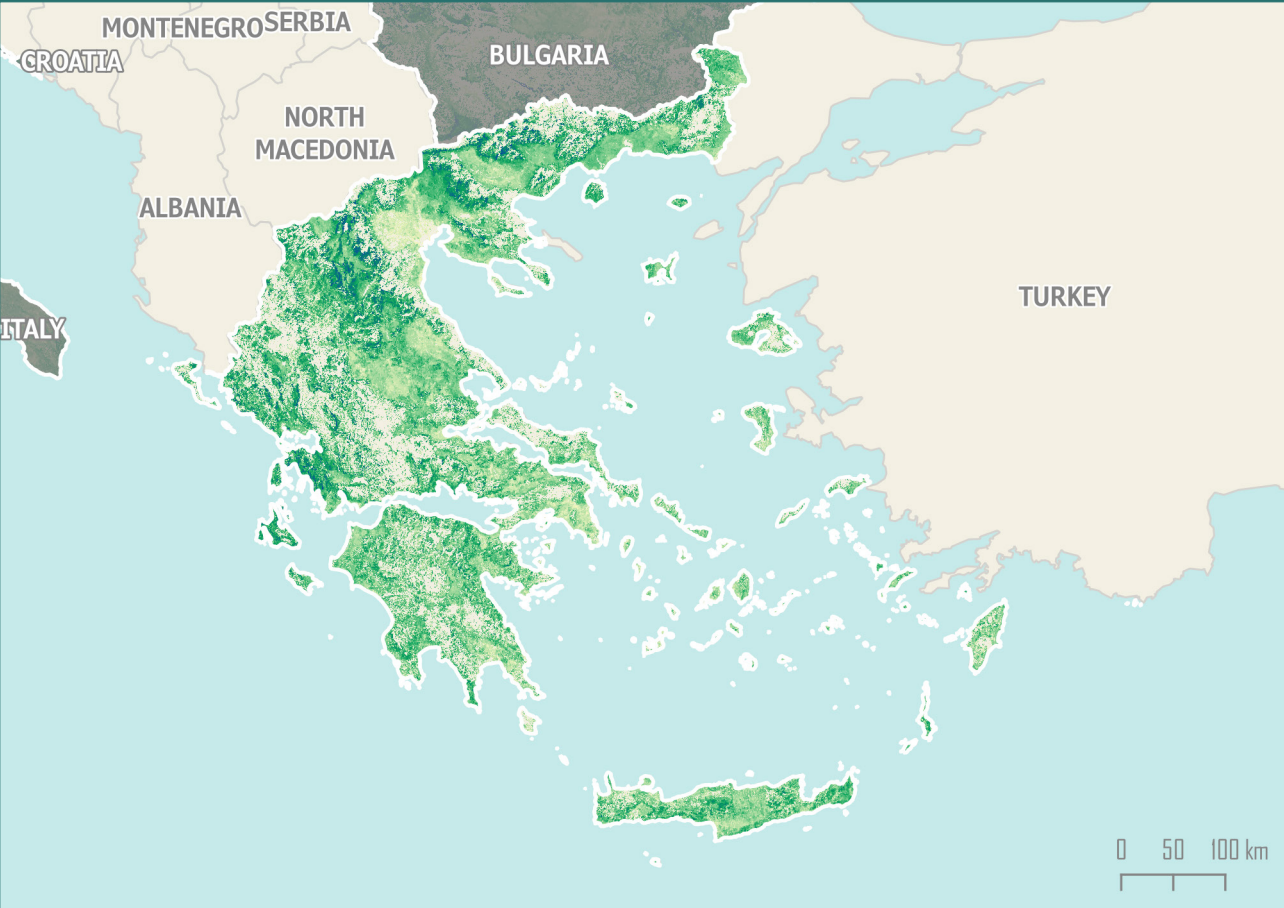 MONTENEGRO
SERBIA
CROATIA
BULGARIA
NORTH
MACEDONIA
ALBANIA
TURKEY
ITALY
0 50 100 km